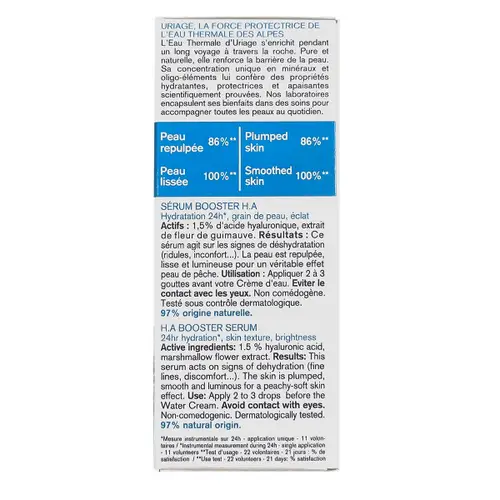 URIAGE, LA FORCE PROTECTRICE DE
L'EAU THERMALE DES ALPES
L'Eau Thermale d'Uriage s'enrichit pendant
un long voyage à travers la roche. Pure et
naturelle, elle renforce la barrière de la peau.
Sa concentration unique en minéraux et
oligo-éléments lui confère des propriétés
hydratantes, protectrices et apaisantes
scientifiquement prouvées. Nos laboratoires
encapsulent ses bienfaits dans des soins pour
accompagner toutes les peaux au quotidien.
Peau repulpée 86%** Plumped skin 86%**
Peau lissée 100%** Smoothed skin 100%**
SÉRUM BOOSTER H.A
Hydratation 24h*, grain de peau, éclat
Actifs : 1,5% d'acide hyaluronique, extrait
de fleur de guimauve. Résultats : Ce
sérum agit sur les signes de déshydratation
(ridules, inconfort...). La peau est repulpée,
lisse et lumineuse pour un véritable effet
peau de pêche. Utilisation : Appliquer 2 à 3
gouttes avant votre Crème d'eau. Eviter le
contact avec les yeux. Non comédogène.
Testé sous contrôle dermatologique.
97% origine naturelle.
H.A BOOSTER SERUM
24hr hydration*, skin texture, brightness
Active ingredients: 1.5 % hyaluronic acid,
marshmallow flower extract. Results: This
serum acts on signs of dehydration (fine
lines, discomfort...). The skin is plumped,
smooth and luminous for a peachy-soft skin
effect. Use: Apply 2 to 3 drops before
the Water Cream. Avoid contact with eyes.
Non-comedogenic. Dermatologically tested.
97% natural origin.
*Mesure instrumentale sur 24h - application unique - 11 volon-
taires / *Instrumental measurement during 24h - single application
- 11 volunteers **Test d'usage - 22 volontaires - 21 jours : % de
satisfaction / **Use test - 22 volunteers - 21 days: % satisfaction